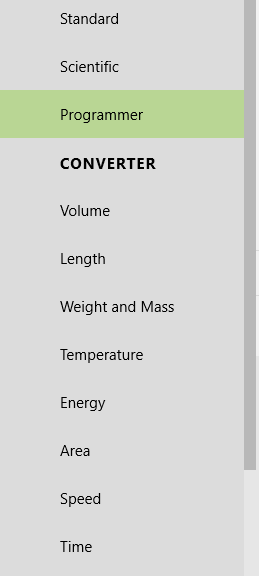 Standard
Scientific
Programmer
CONVERTER
Volume
Length
Weight and Mass
Temperature
Energy
Area
Speed
Time